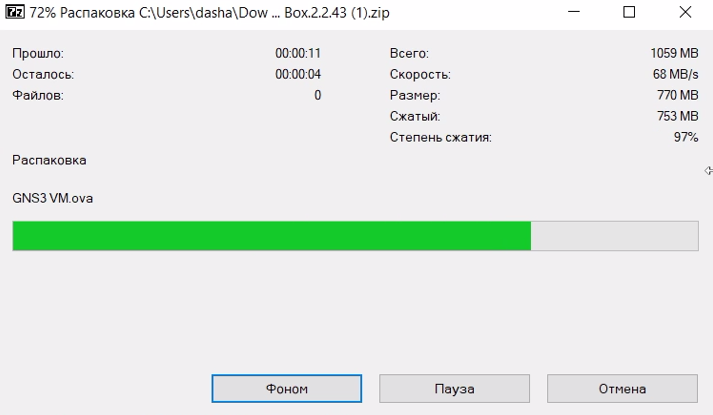 7z 72% Распаковка C:\Users\dasha\Dow ... Box.2.2.43 (1).zip
Прошло: 00:00:11 Всего: 1059 MB
Осталось: 00:00:04 Скорость: 68 MB/s
Файлов: 0 Размер: 770 MB
Сжатый: 753 MB
Степень сжатия: 97%
Распаковка
GNS3 VM.ova
Фоном Пауза Отмена